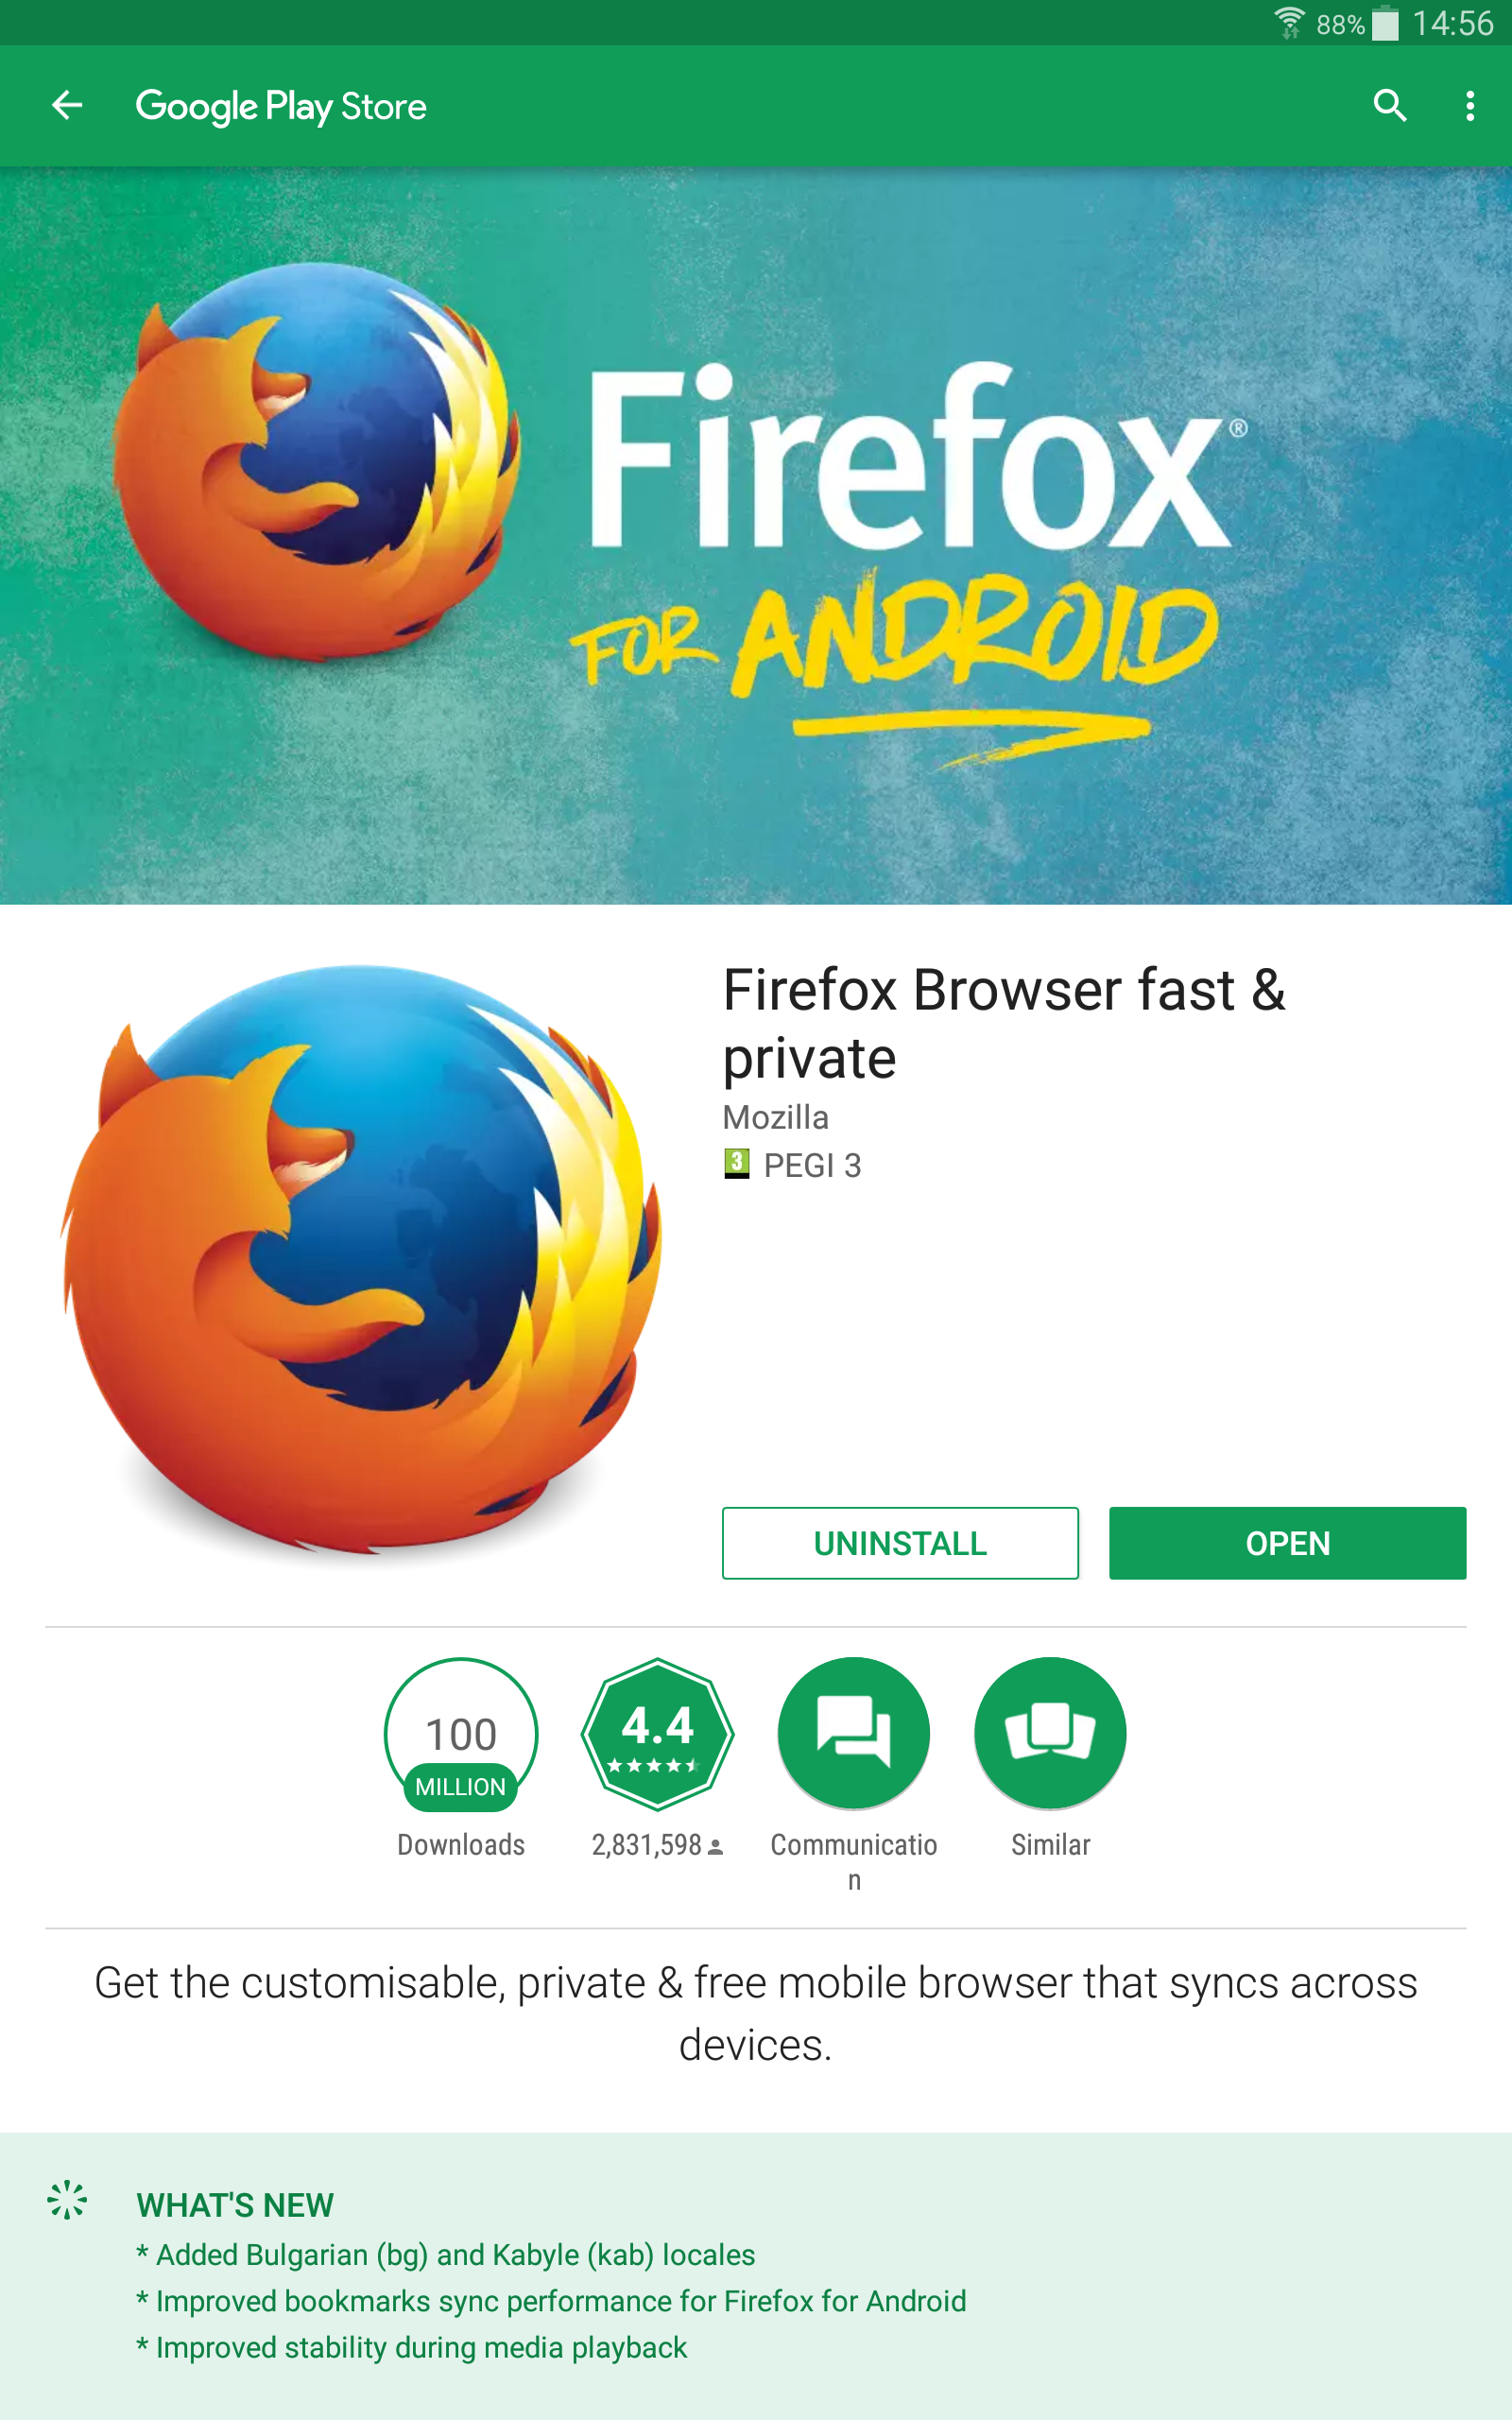 88% 14:56
Google Play Store
Firefox®
FOR ANDROID
Firefox Browser fast &
private
Mozilla
3 PEGI 3
UNINSTALL OPEN
100 4.4
MILLION
Downloads 2,831,598 Communicatio Similar
n
Get the customisable, private & free mobile browser that syncs across
devices.
WHAT'S NEW
* Added Bulgarian (bg) and Kabyle (kab) locales
* Improved bookmarks sync performance for Firefox for Android
* Improved stability during media playback